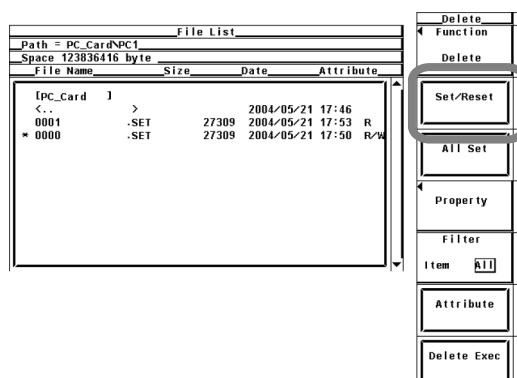 File List
Path = PC_Card\PC1
Space 123836416 byte
File Name Size Date Attribute
[PC_Card ]
<.. > 2004/05/21 17:46
0001 .SET 27309 2004/05/21 17:53 R
* 0000 .SET 27309 2004/05/21 17:50 R/W
Delete
Function
Delete
Set/Reset
All Set
Property
Filter
Item All
Attribute
Delete Exec